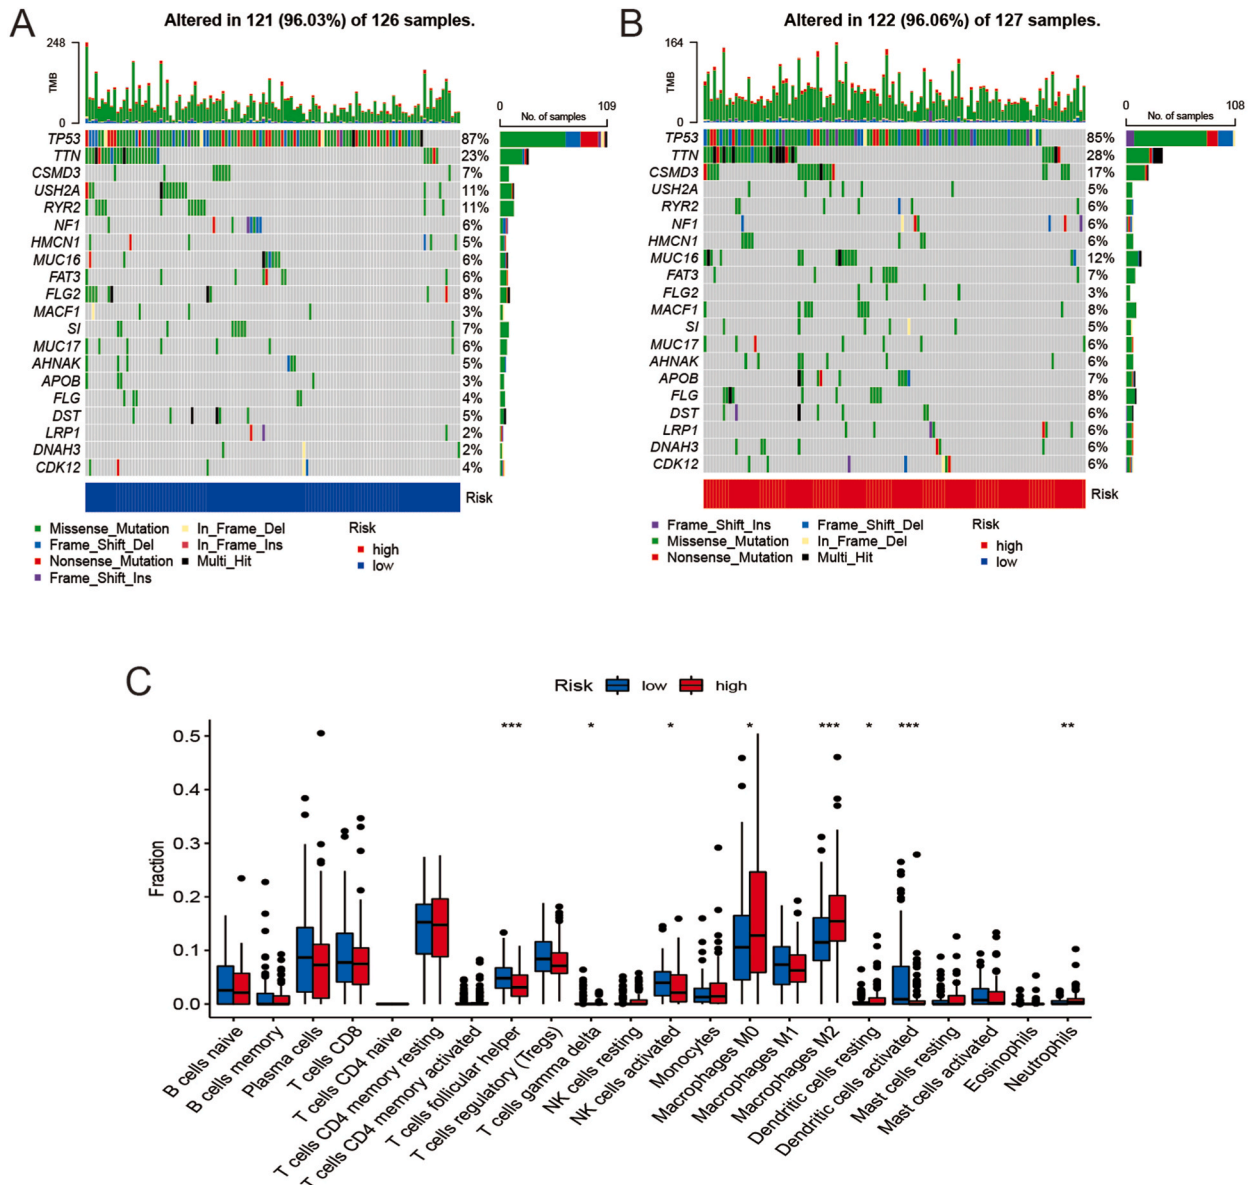 A
Altered in 121 (96.03%) of 126 samples.
248
TMB
0
0 109
No. of samples
TP53 87%
TTN 23%
CSMD3 7%
USH2A 11%
RYR2 11%
NF1 6%
HMCN1 5%
MUC16 6%
FAT3 6%
FLG2 8%
MACF1 3%
SI 7%
MUC17 6%
AHNAK 5%
APOB 3%
FLG 4%
DST 5%
LRP1 2%
DNAH3 2%
CDK12 4%
Risk
Missense_Mutation In_Frame_Del Risk
Frame_Shift_Del In_Frame_Ins high
Nonsense_Mutation Multi_Hit low
Frame_Shift_Ins
B
Altered in 122 (96.06%) of 127 samples.
164
TMB
0
0 108
No. of samples
TP53 85%
TTN 28%
CSMD3 17%
USH2A 5%
RYR2 6%
NF1 6%
HMCN1 6%
MUC16 12%
FAT3 7%
FLG2 3%
MACF1 8%
SI 5%
MUC17 6%
AHNAK 6%
APOB 7%
FLG 8%
DST 6%
LRP1 6%
DNAH3 6%
CDK12 6%
Risk
Frame_Shift_Ins Frame_Shift_Del Risk
Missense_Mutation In_Frame_Del high
Nonsense_Mutation Multi_Hit low
C
Risk low high
*** * * * *** * *** **
0.5
0.4
0.3
0.2
0.1
0.0
Fraction
B cells naive
B cells memory
Plasma cells
T cells CD8
T cells CD4 naive
T cells CD4 memory resting
T cells CD4 memory activated
T cells follicular helper
T cells regulatory (Tregs)
T cells gamma delta
NK cells resting
NK cells activated
Monocytes
Macrophages M0
Macrophages M1
Macrophages M2
Dendritic cells resting
Dendritic cells activated
Mast cells resting
Mast cells activated
Eosinophils
Neutrophils